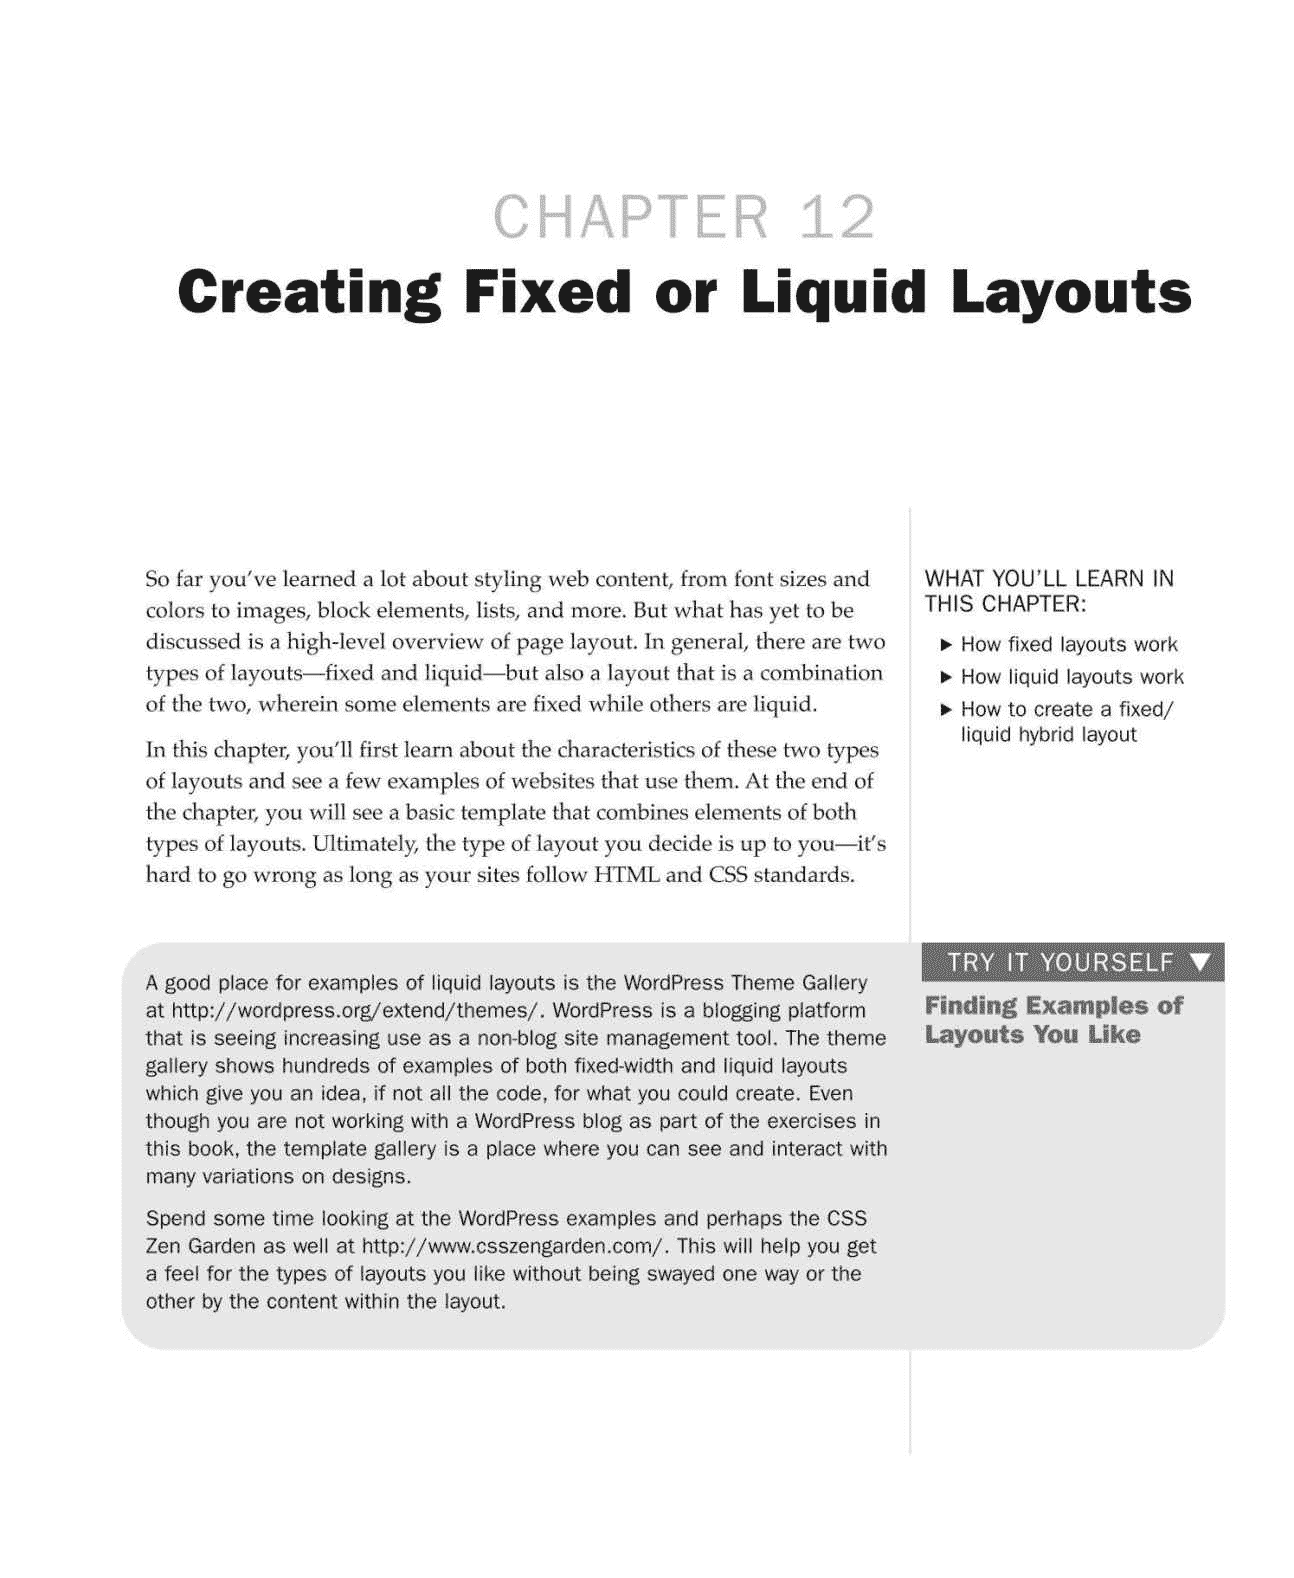 CHAPTER 12
Creating Fixed or Liquid Layouts
So far you've learned a lot about styling web content, from font sizes and
colors to images, block elements, lists, and more. But what has yet to be
discussed is a high-level overview of page layout. In general, there are two
types of layouts—fixed and liquid—but also a layout that is a combination
of the two, wherein some elements are fixed while others are liquid.
In this chapter, you'll first learn about the characteristics of these two types
of layouts and see a few examples of websites that use them. At the end of
the chapter, you will see a basic template that combines elements of both
types of layouts. Ultimately, the type of layout you decide is up to you—it's
hard to go wrong as long as your sites follow HTML and CSS standards.
WHAT YOU'LL LEARN IN
THIS CHAPTER:
▶ How fixed layouts work
▶ How liquid layouts work
▶ How to create a fixed/
liquid hybrid layout
TRY IT YOURSELF ▼
Finding Examples of
Layouts You Like
A good place for examples of liquid layouts is the WordPress Theme Gallery
at http://wordpress.org/extend/themes/. WordPress is a blogging platform
that is seeing increasing use as a non-blog site management tool. The theme
gallery shows hundreds of examples of both fixed-width and liquid layouts
which give you an idea, if not all the code, for what you could create. Even
though you are not working with a WordPress blog as part of the exercises in
this book, the template gallery is a place where you can see and interact with
many variations on designs.
Spend some time looking at the WordPress examples and perhaps the CSS
Zen Garden as well at http://www.csszengarden.com/. This will help you get
a feel for the types of layouts you like without being swayed one way or the
other by the content within the layout.